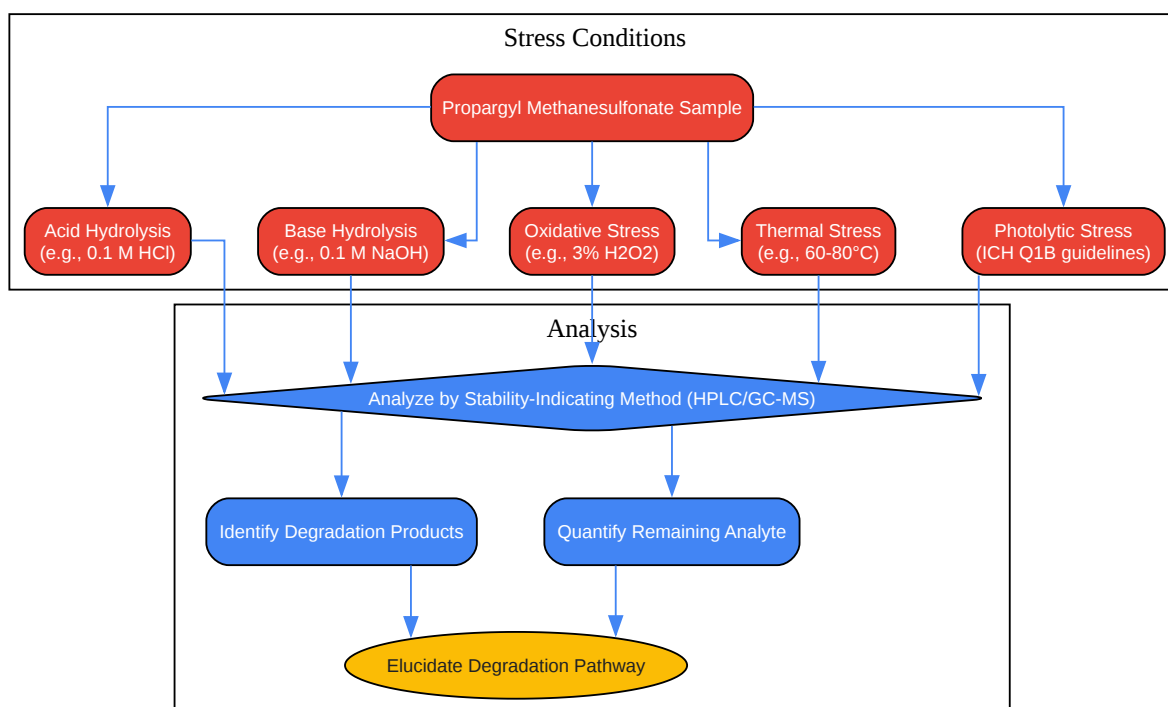 Stress Conditions
Propargyl Methanesulfonate Sample
Acid Hydrolysis
(e.g., 0.1 M HCl)
Base Hydrolysis
(e.g., 0.1 M NaOH)
Oxidative Stress
(e.g., 3% H2O2)
Thermal Stress
(e.g., 60-80°C)
Photolytic Stress
(ICH Q1B guidelines)
Analysis
Analyze by Stability-Indicating Method (HPLC/GC-MS)
Identify Degradation Products
Quantify Remaining Analyte
Elucidate Degradation Pathway